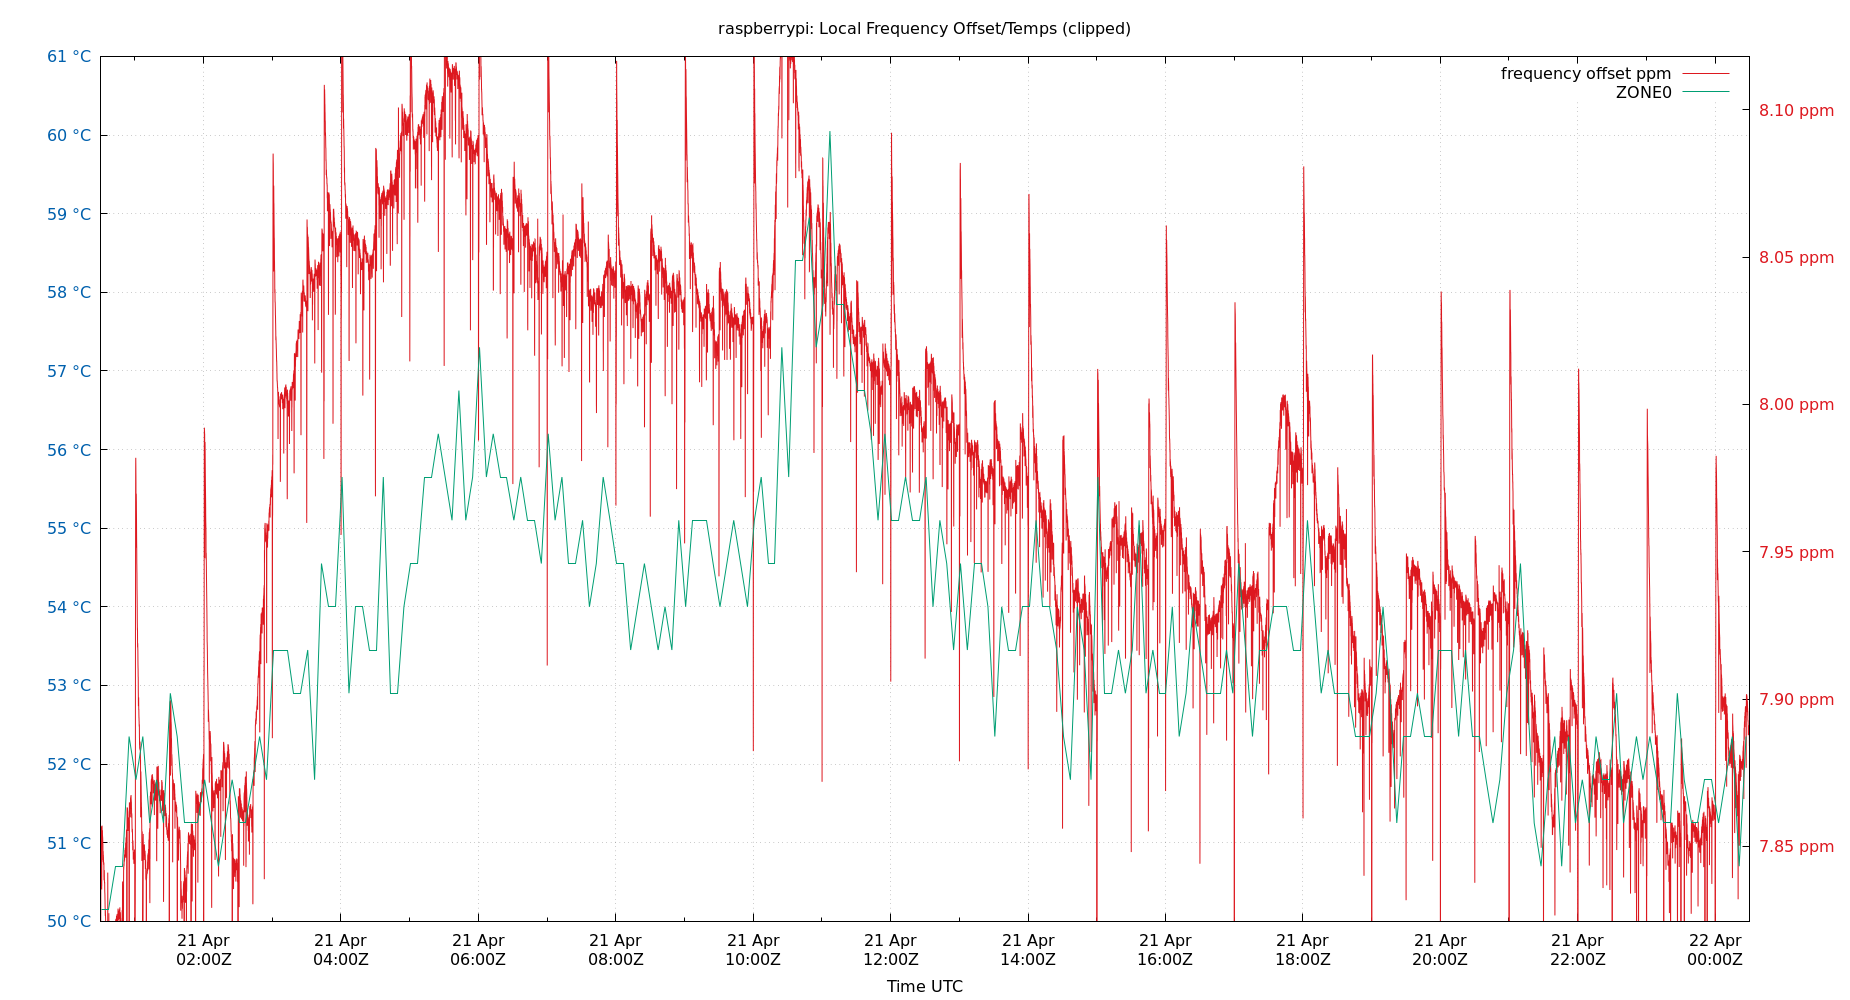 raspberrypi: Local Frequency Offset/Temps (clipped)
61 °C
60 °C
59 °C
58 °C
57 °C
56 °C
55 °C
54 °C
53 °C
52 °C
51 °C
50 °C
frequency offset ppm
ZONE0
8.10 ppm
8.05 ppm
8.00 ppm
7.95 ppm
7.90 ppm
7.85 ppm
21 Apr 21 Apr 21 Apr 21 Apr 21 Apr 21 Apr 21 Apr 21 Apr 21 Apr 21 Apr 21 Apr 22 Apr
02:00Z 04:00Z 06:00Z 08:00Z 10:00Z 12:00Z 14:00Z 16:00Z 18:00Z 20:00Z 22:00Z 00:00Z
Time UTC